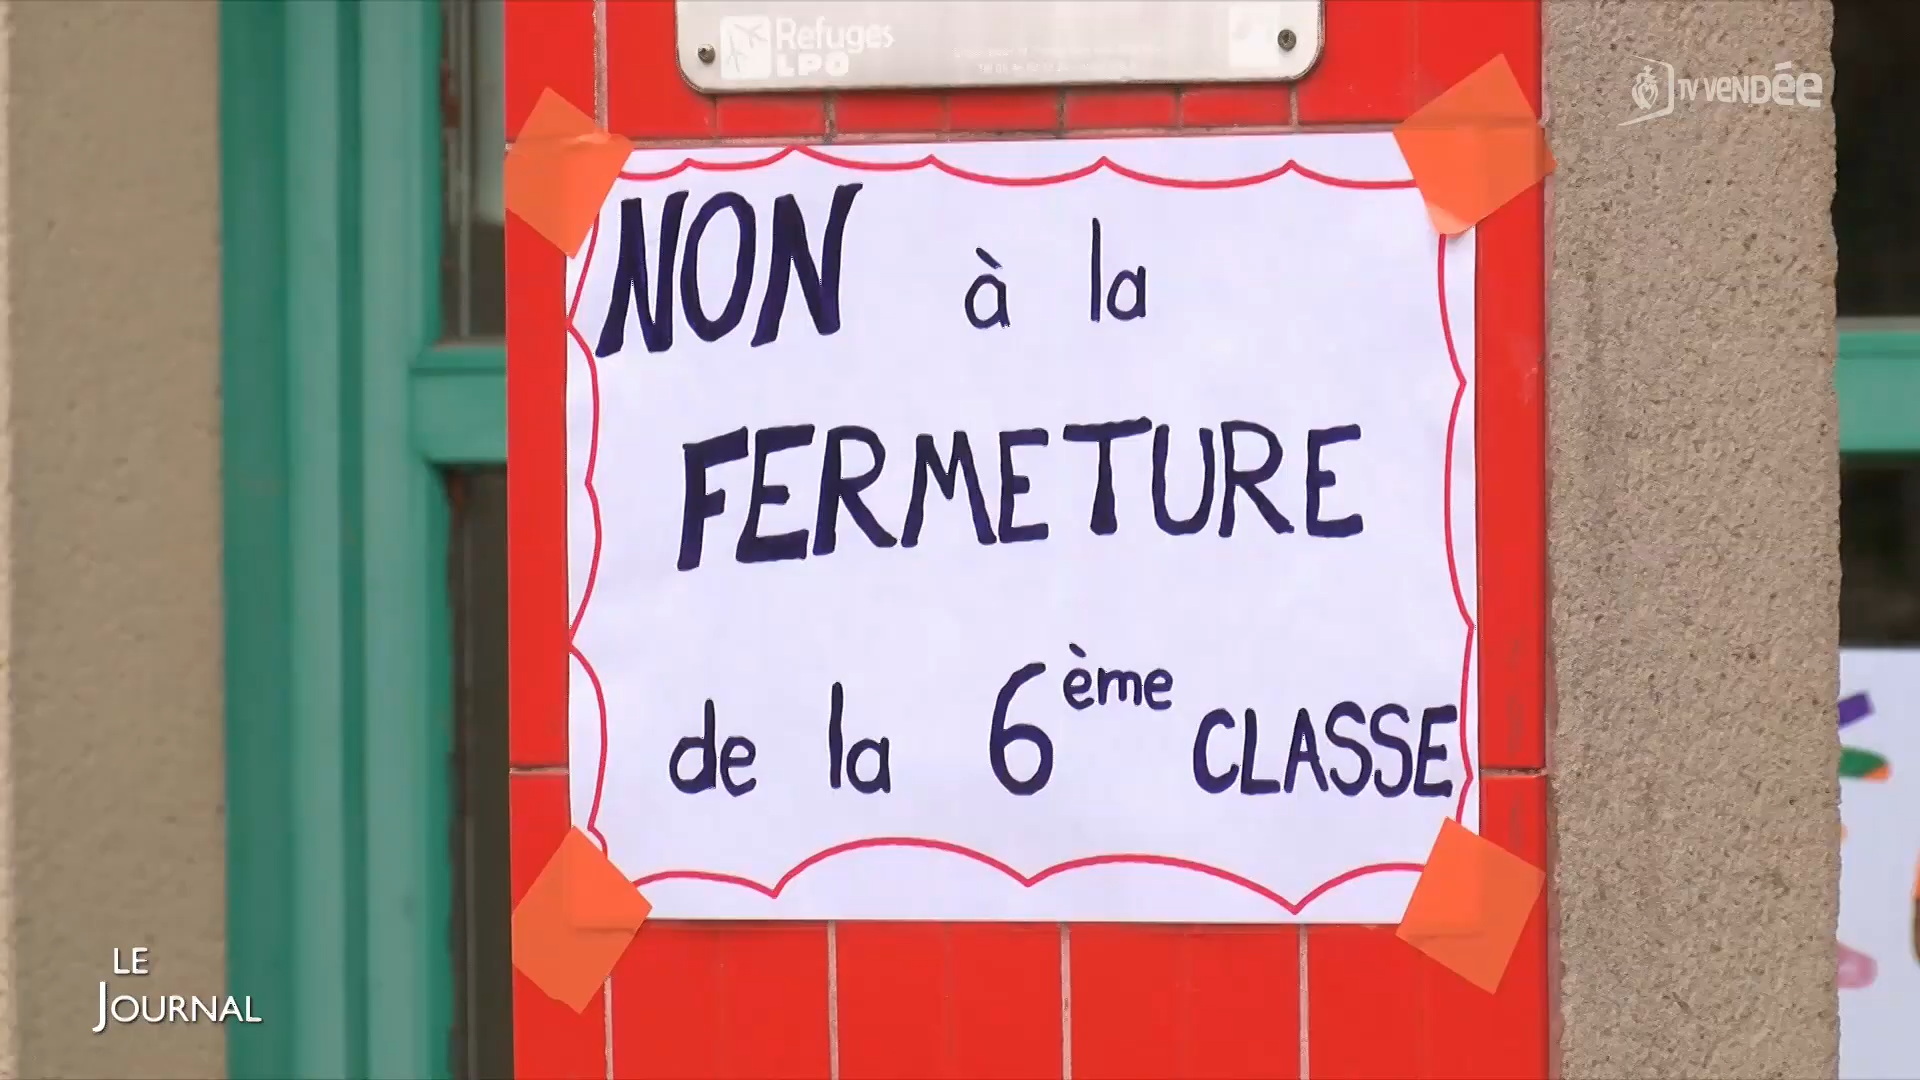 Refuges
LPO
TV VENDÉE
NON à la
FERMETURE
de la 6ème CLASSE
LE
JOURNAL